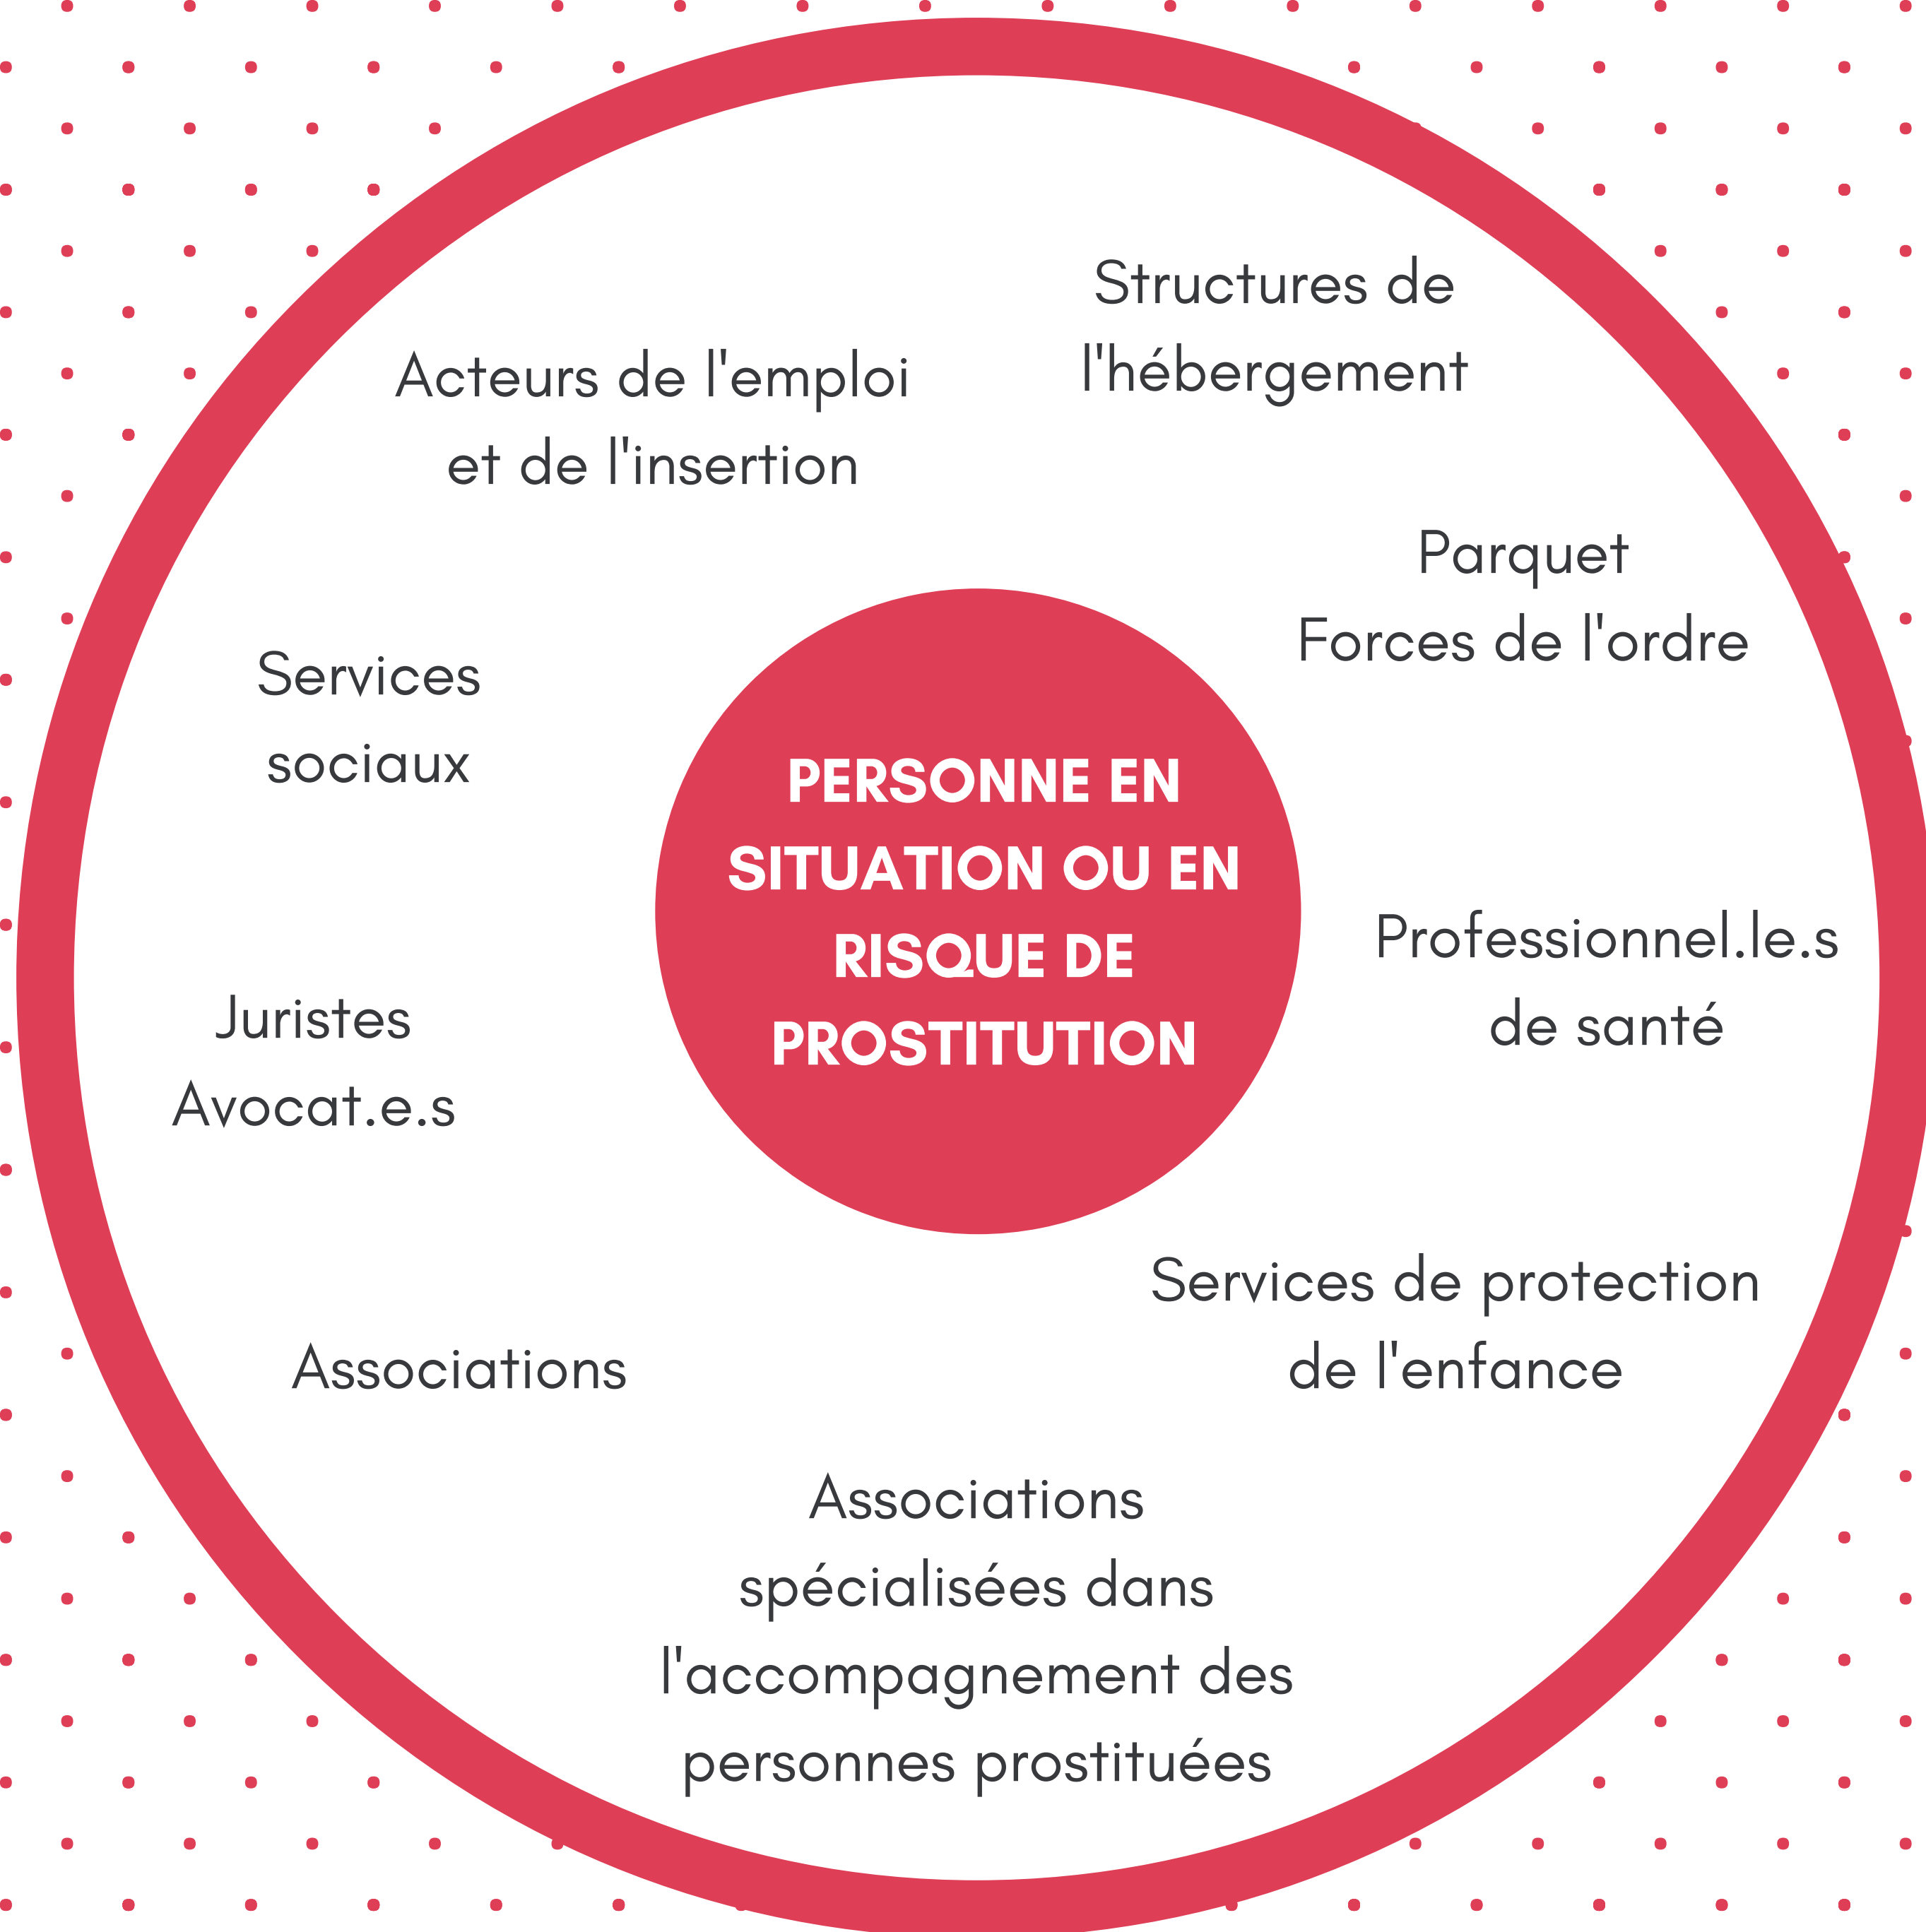 Structures de
l'hébergement
Acteurs de l'emploi
et de l'insertion
Parquet
Forces de l'ordre
Services
sociaux
PERSONNE EN
SITUATION OU EN
RISQUE DE
PROSTITUTION
Professionnel.le.s
de santé
Juristes
Avocat.e.s
Services de protection
de l'enfance
Associations
Associations
spécialisées dans
l'accompagnement des
personnes prostituées